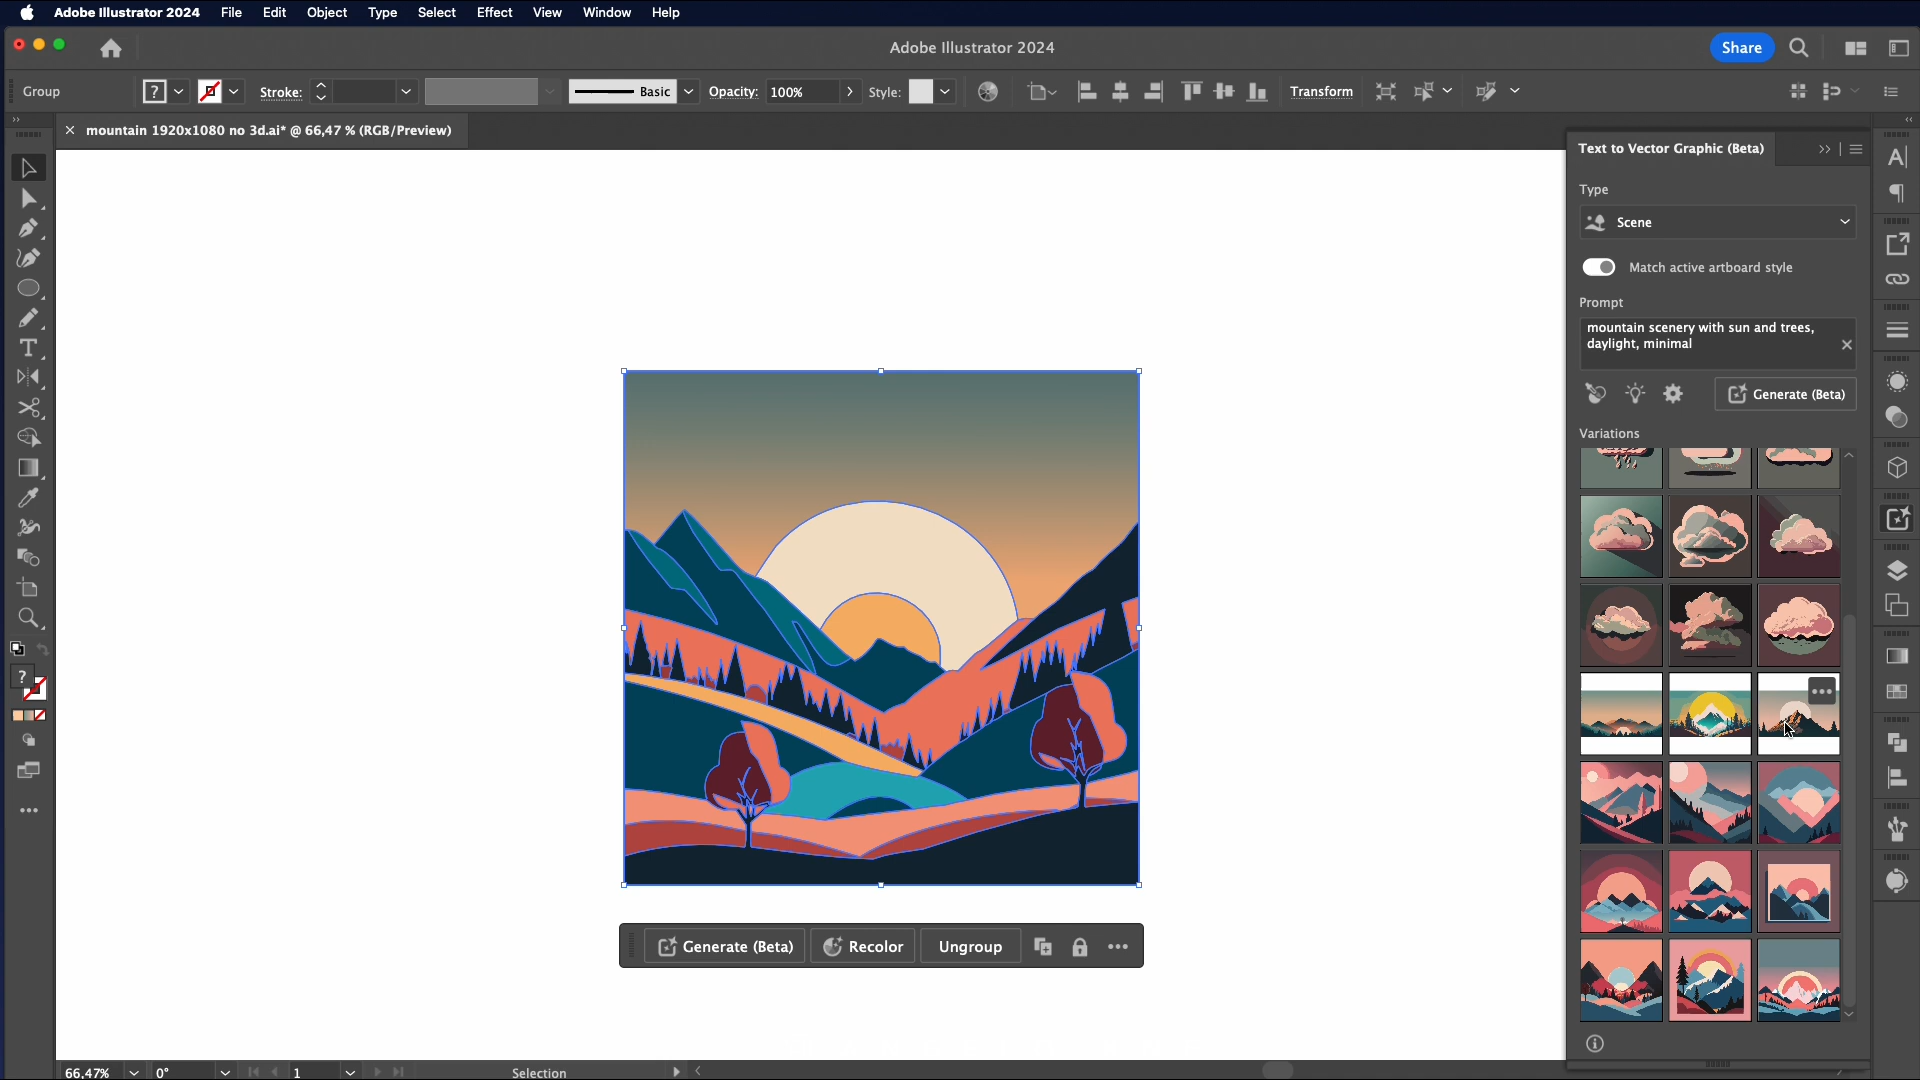 Adobe Illustrator 2024 File Edit Object Type Select Effect View Window Help
Adobe Illustrator 2024
Share
Group
?
Stroke:
Basic
Opacity: 100%
Style:
Transform
× mountain 1920x1080 no 3d.ai* @ 66,47 % (RGB/Preview)
Text to Vector Graphic (Beta)
Type
Scene
Match active artboard style
Prompt
mountain scenery with sun and trees,
daylight, minimal
Generate (Beta)
Variations
?
Generate (Beta) Recolor Ungroup
66,47% 0° 1 Selection